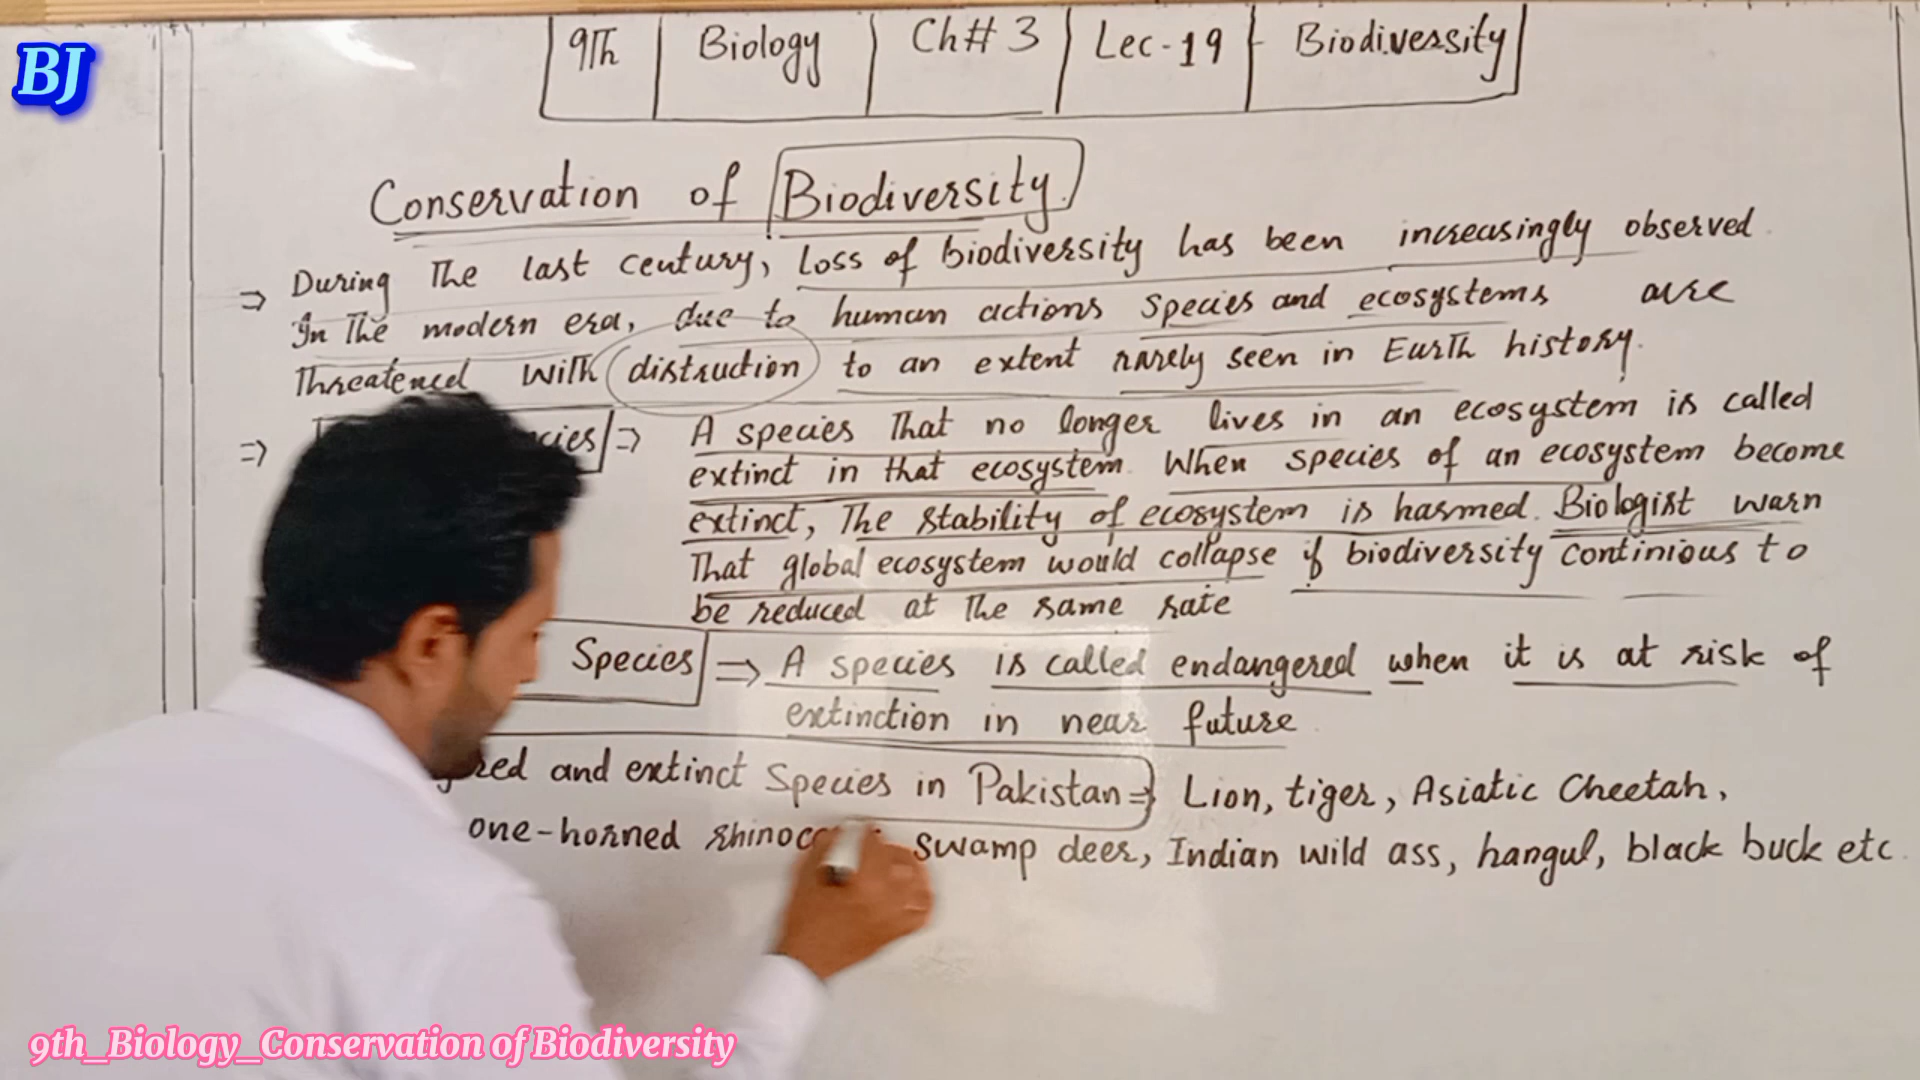 BJ
9Th Biology Ch# 3 Lec-19 Biodiversity
Conservation of Biodiversity
⇒ During The last century, loss of biodiversity has been increasingly observed.
In The modern era, due to human actions species and ecosystems are
Threatened with distruction to an extent rarely seen in Earth history.
⇒ cies ⇒ A species That no longer lives in an ecosystem is called
extinct in that ecosystem. When species of an ecosystem become
extinct, The stability of ecosystem is harmed. Biologist warn
That global ecosystem would collapse if biodiversity continious to
be reduced at The same rate
Species ⇒ A species is called endangered when it is at risk of
extinction in near future.
red and extinct Species in Pakistan ⇒ Lion, tiger, Asiatic Cheetah,
one-horned rhinoc swamp deer, Indian wild ass, hangul, black buck etc.
9th_Biology_Conservation of Biodiversity